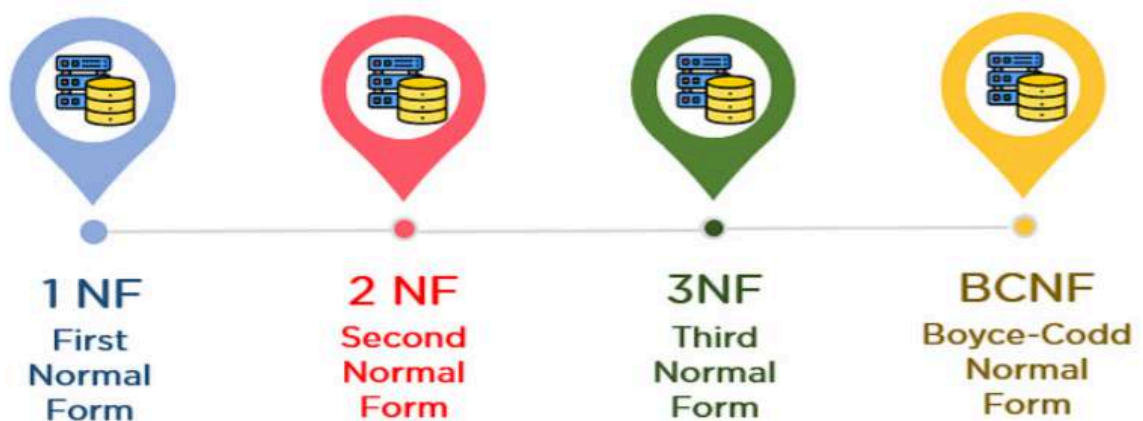 1 NF
First
Normal
Form
2 NF
Second
Normal
Form
3NF
Third
Normal
Form
BCNF
Boyce-Codd
Normal
Form